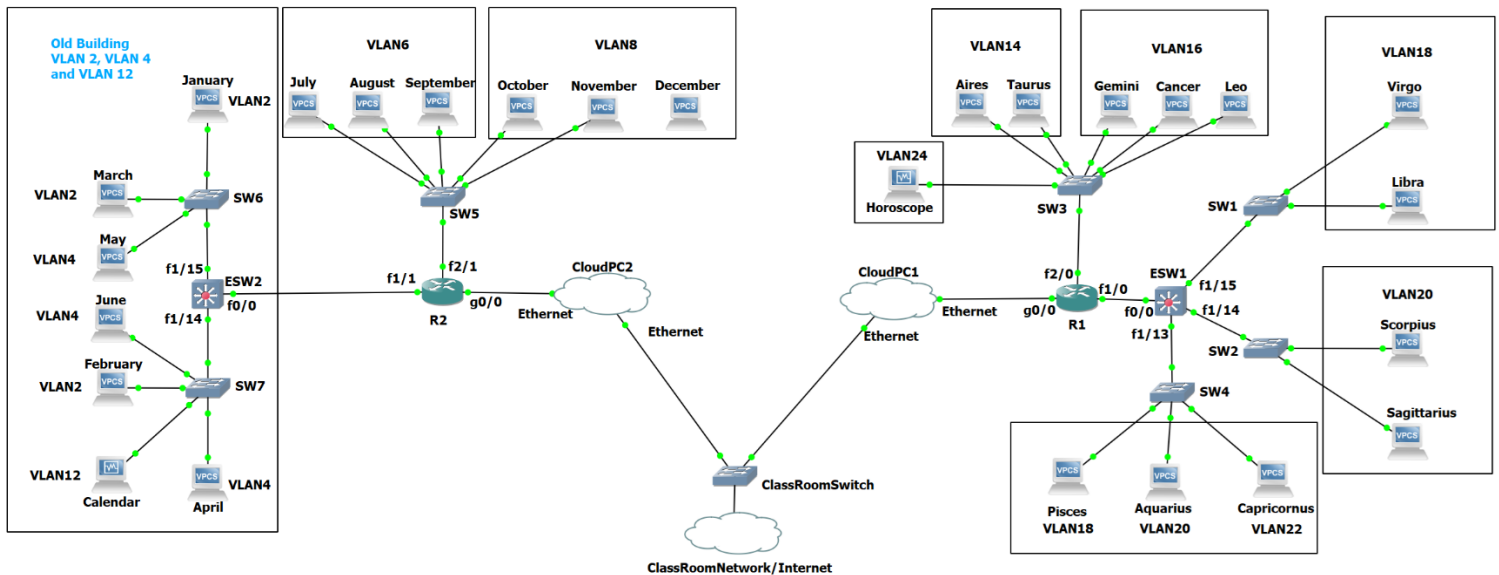 Old Building
VLAN 2, VLAN 4
and VLAN 12
January
VPCS
VLAN2
March
VLAN2
VPCS
SW6
May
VLAN4
VPCS
f1/15
ESW2
f0/0
f1/14
June
VLAN4
VPCS
February
VLAN2
VPCS
SW7
VLAN12
Calendar
VPCS
VLAN4
April
VLAN6
July
August
September
VPCS
VPCS
VPCS
VLAN8
October
November
December
VPCS
VPCS
VPCS
SW5
f2/1
f1/1
g0/0
R2
CloudPC2
Ethernet
Ethernet
VLAN14
Aires
Taurus
VPCS
VPCS
VLAN16
Gemini
Cancer
Leo
VPCS
VPCS
VPCS
VLAN24
Horoscope
SW3
CloudPC1
Ethernet
Ethernet
f2/0
f1/0
g0/0
R1
ESW1
f0/0
f1/15
f1/14
f1/13
VLAN18
Virgo
VPCS
Libra
VPCS
SW1
VLAN20
Scorpius
VPCS
SW2
Sagittarius
VPCS
SW4
VPCS
VPCS
VPCS
Pisces
Aquarius
Capricornus
VLAN18
VLAN20
VLAN22
ClassRoomSwitch
ClassRoomNetwork/Internet